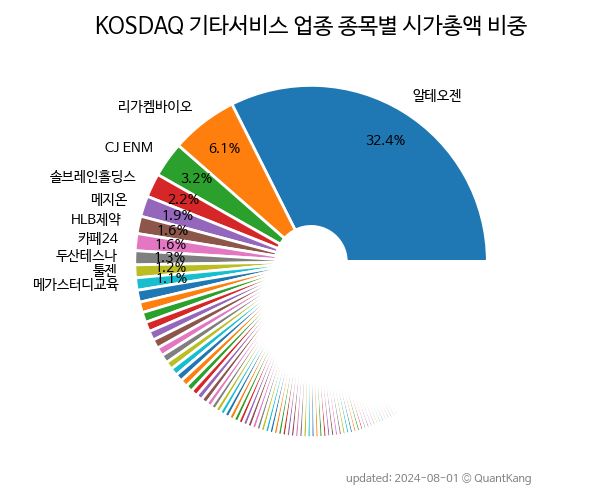 KOSDAQ 기타서비스 업종 종목별 시가총액 비중
알테오젠
32.4%
리가켐바이오
6.1%
CJ ENM
3.2%
솔브레인홀딩스
2.2%
메지온
1.9%
HLB제약
1.6%
카페24
1.6%
두산테스나
1.3%
툴젠
1.2%
메가스터디교육
1.1%
updated: 2024-08-01 © QuantKang